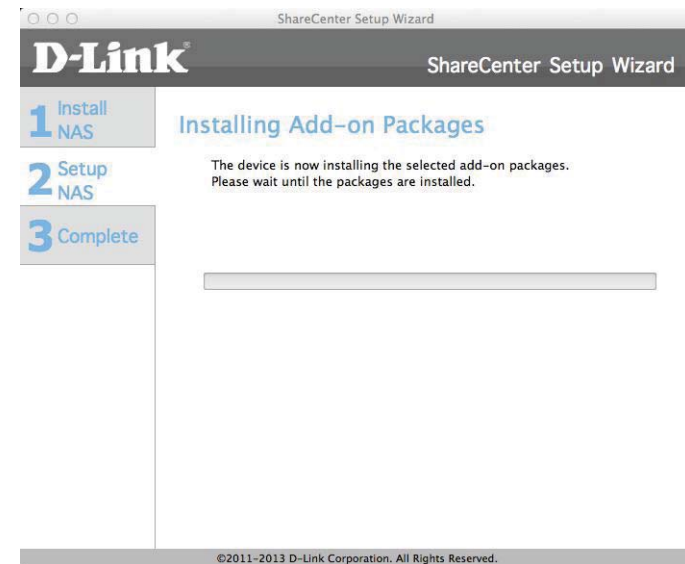 ShareCenter Setup Wizard
D-Link®
ShareCenter Setup Wizard
1 Install
NAS
Installing Add-on Packages
The device is now installing the selected add-on packages.
Please wait until the packages are installed.
2 Setup
NAS
3 Complete
©2011-2013 D-Link Corporation. All Rights Reserved.